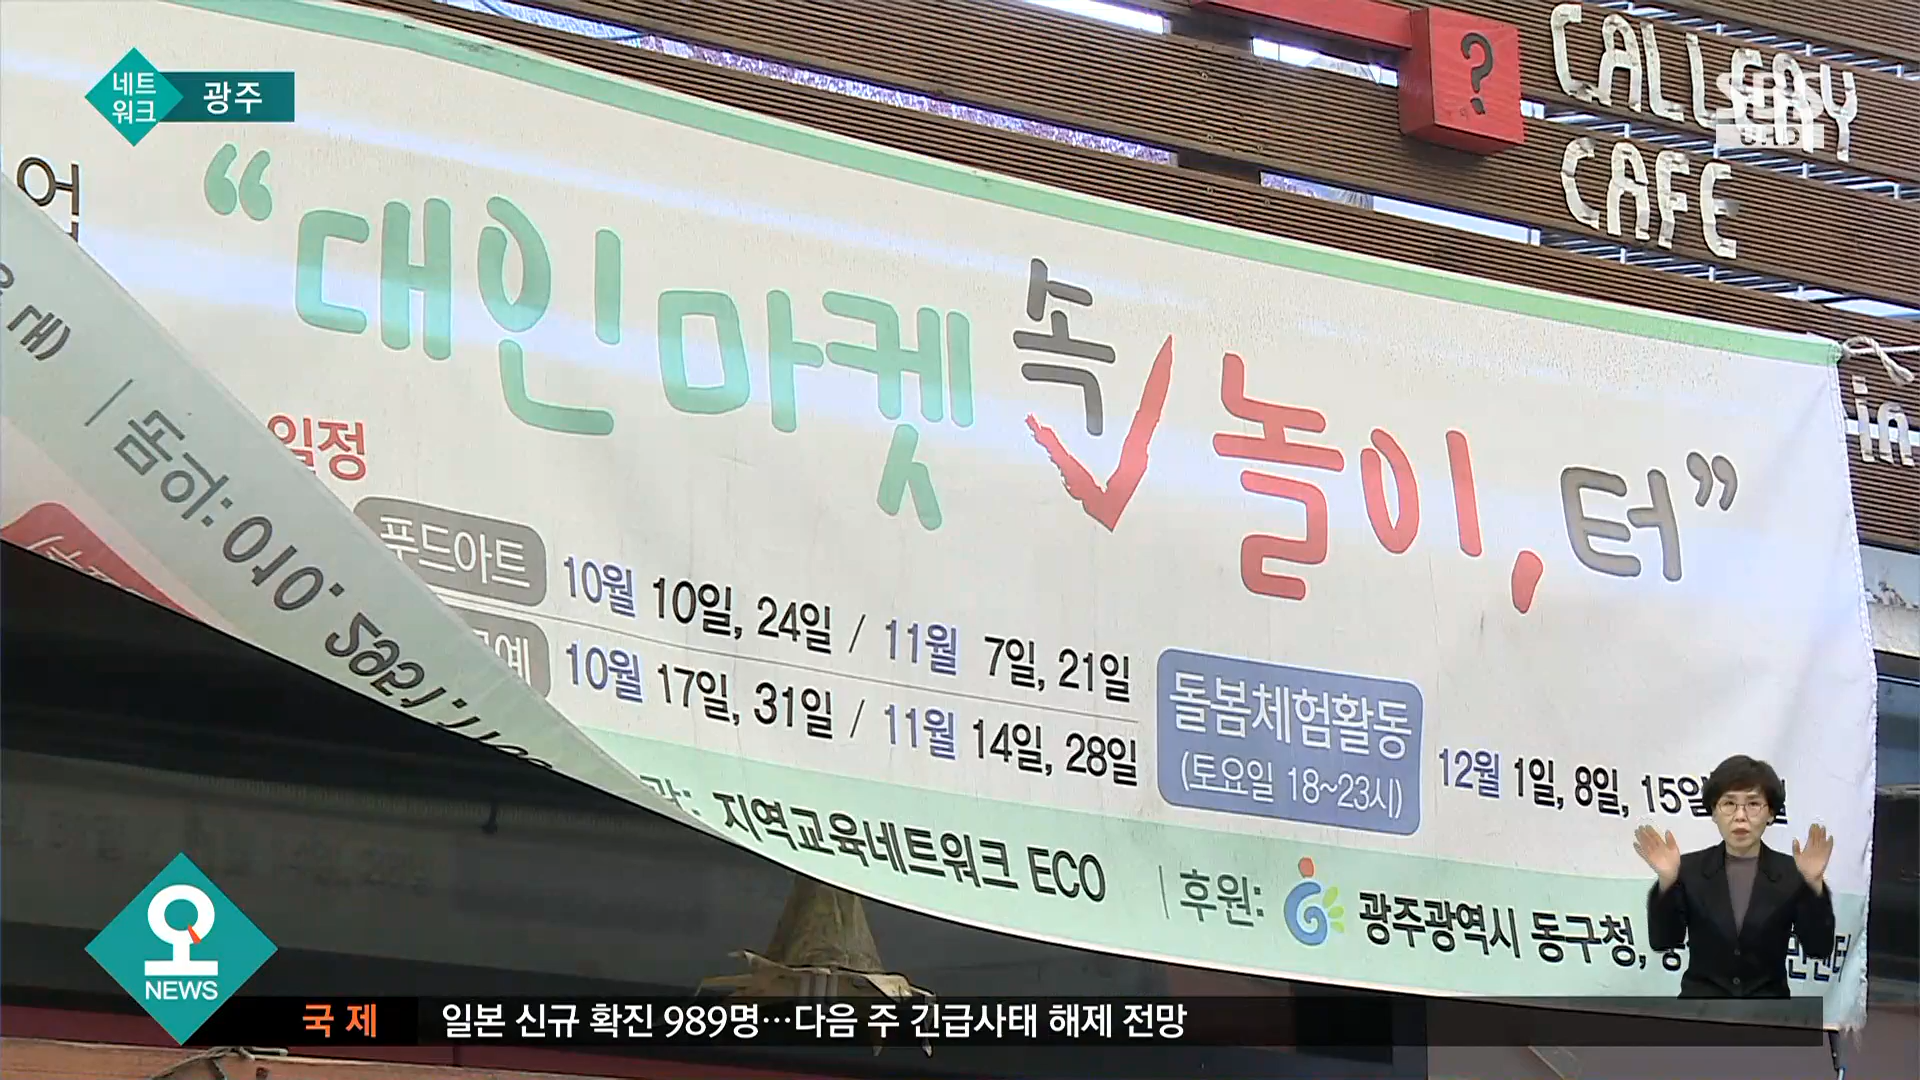 네트
워크
광주
SBS
UHD
?
GALLERY
CAFE
in
“대인마켓 속 놀이, 터”
일정
푸드아트 10월 10일, 24일 / 11월 7일, 21일
10월 17일, 31일 / 11월 14일, 28일
돌봄체험활동
(토요일 18~23시)
12월 1일, 8일, 15일
지역교육네트워크 ECO
후원: 광주광역시 동구청,
오
NEWS
국제
일본 신규 확진 989명…다음 주 긴급사태 해제 전망